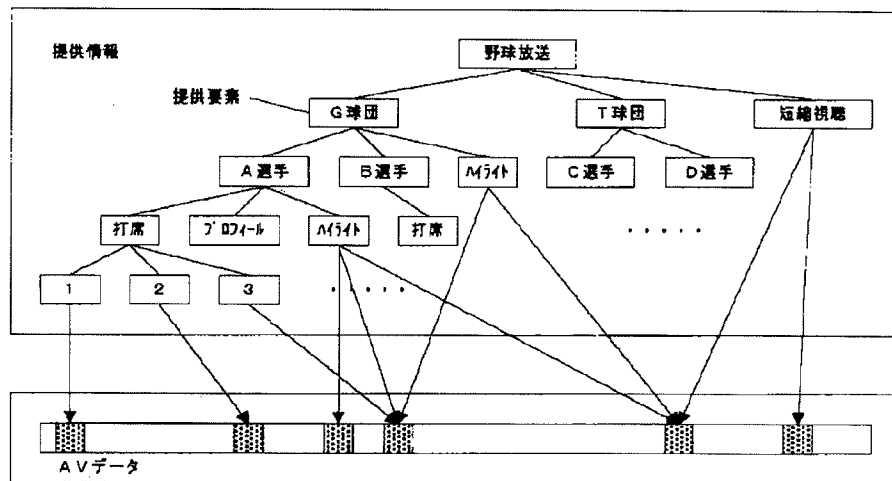 提供情報
野球放送
提供要素
G球団
T球団
短縮視聴
A選手
B選手
ハイライト
C選手
D選手
打席
プロフィール
ハイライト
打席
・・・・・
1
2
3
・・・・・
AVデータ